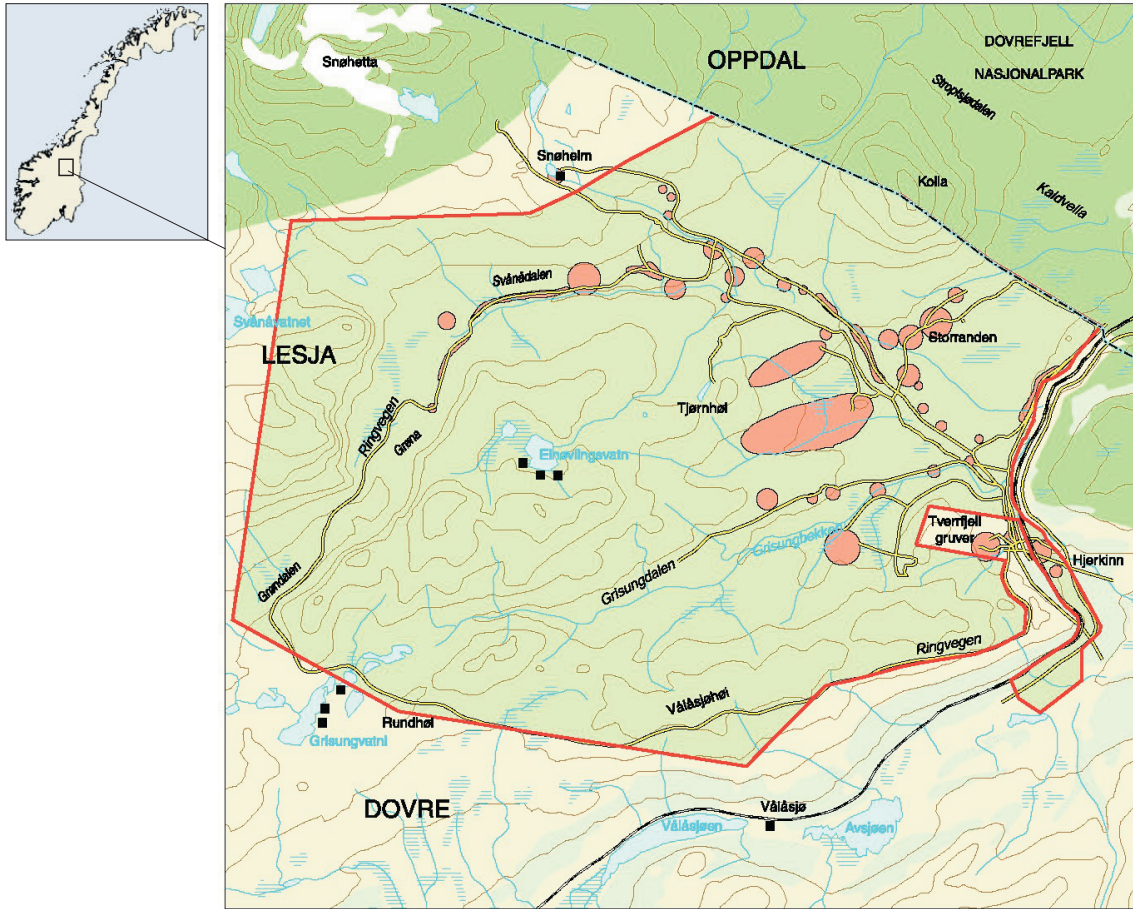 OPPDAL
DOVREFJELL
NASJONALPARK
Snøhetta
Stroplsjødalen
Snøheim
Kolla
Kaldvella
Svånådalen
Svånåvatnet
LESJA
Storranden
Ringvegen
Grøna
Tjørnhøl
Elhøvlingsvatn
Grisungbekken
Tverrfjell
gruver
Hjerkinn
Grøndalen
Grisungdalen
Ringvegen
Vålåsjøhøi
Rundhøl
Grisungvatni
DOVRE
Vålåsjø
Vålåsjøen
Avsjøen